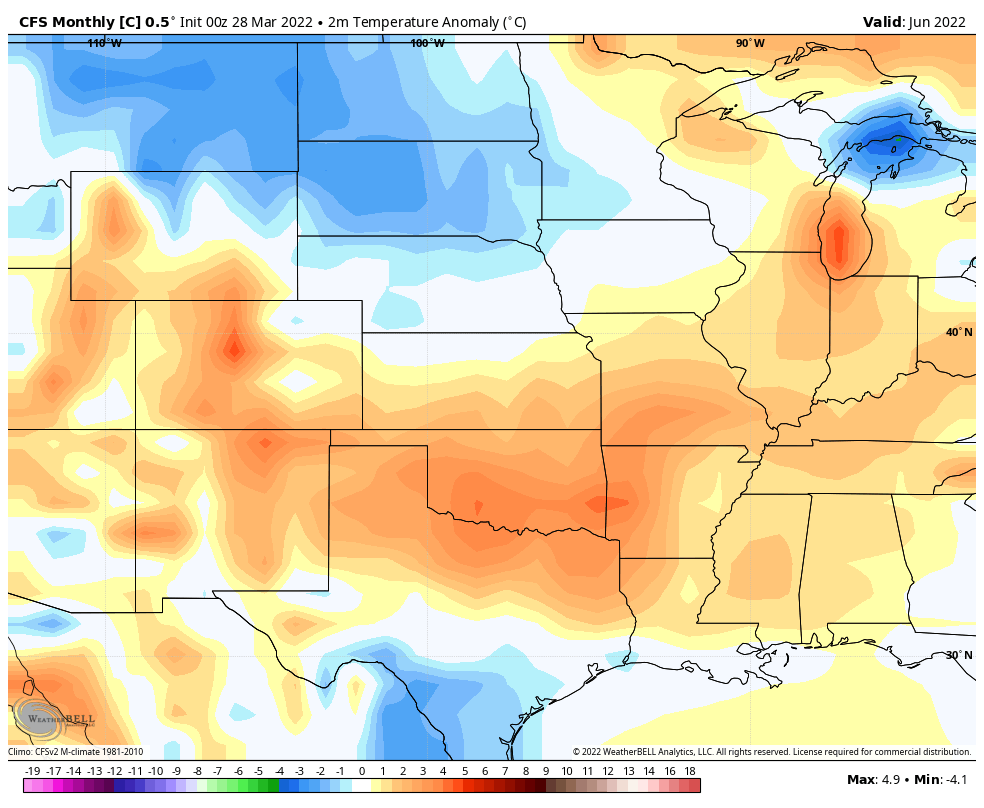 CFS Monthly [C] 0.5° Init 00z 28 Mar 2022 • 2m Temperature Anomaly (°C) Valid: Jun 2022
110°W 100°W 90°W
40°N
30°N
WEATHERBELL
Climo: CFSv2 M-climate 1981-2010 © 2022 WeatherBELL Analytics, LLC. All rights reserved. License required for commercial distribution.
-19 -17 -14 -13 -12 -11 -10 -9 -8 -7 -6 -5 -4 -3 -2 -1 0 1 2 3 4 5 6 7 8 9 10 11 12 13 14 16 18
Max: 4.9 • Min: -4.1